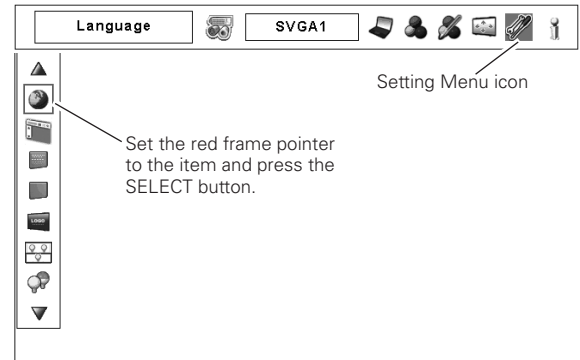 Language
SVGA1
Setting Menu icon
Set the red frame pointer
to the item and press the
SELECT button.
LOGO